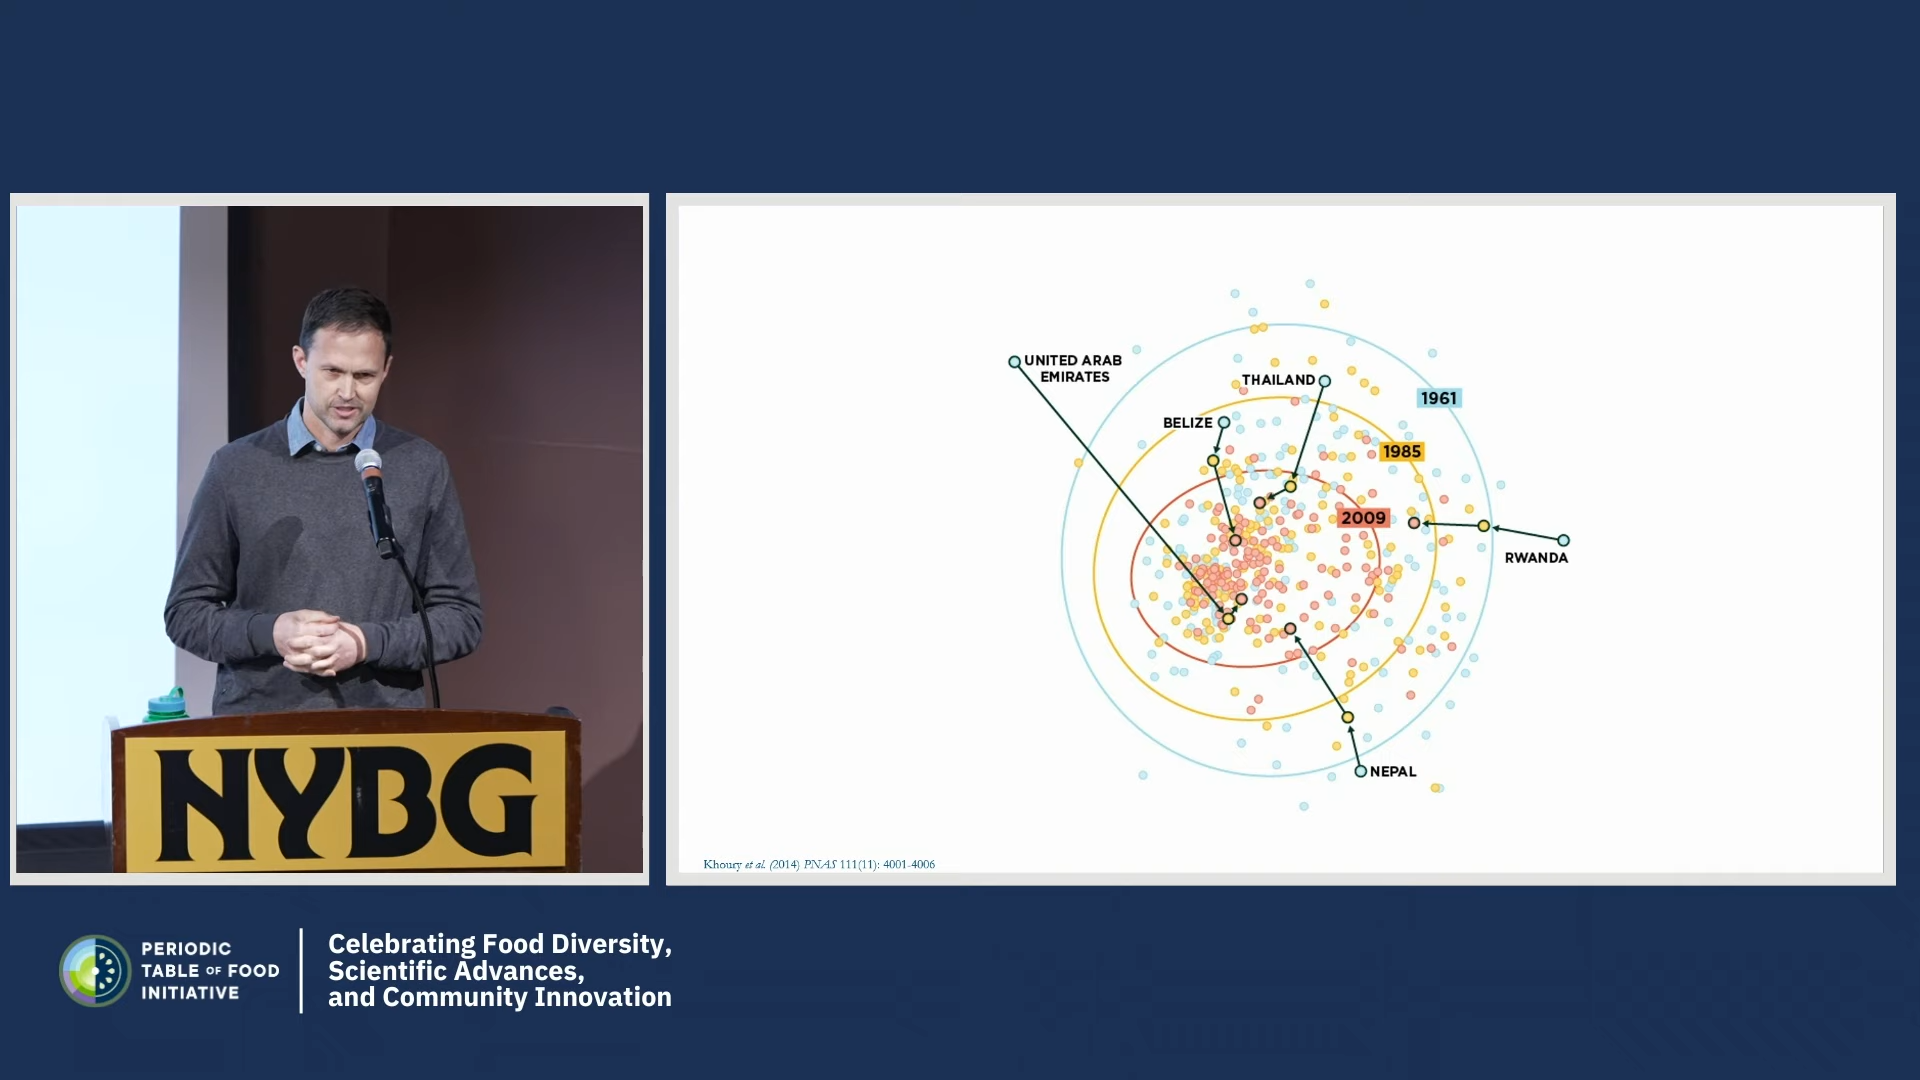 UNITED ARAB
EMIRATES
THAILAND
1961
BELIZE
1985
2009
RWANDA
NEPAL
Khoury et al. (2014) PNAS 111(11): 4001-4006
NYBG
PERIODIC
TABLE OF FOOD
INITIATIVE
Celebrating Food Diversity,
Scientific Advances,
and Community Innovation